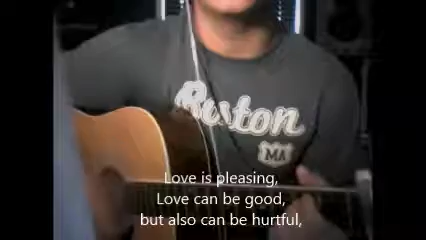 Boston
MA
Love is pleasing,
Love can be good,
but also can be hurtful,